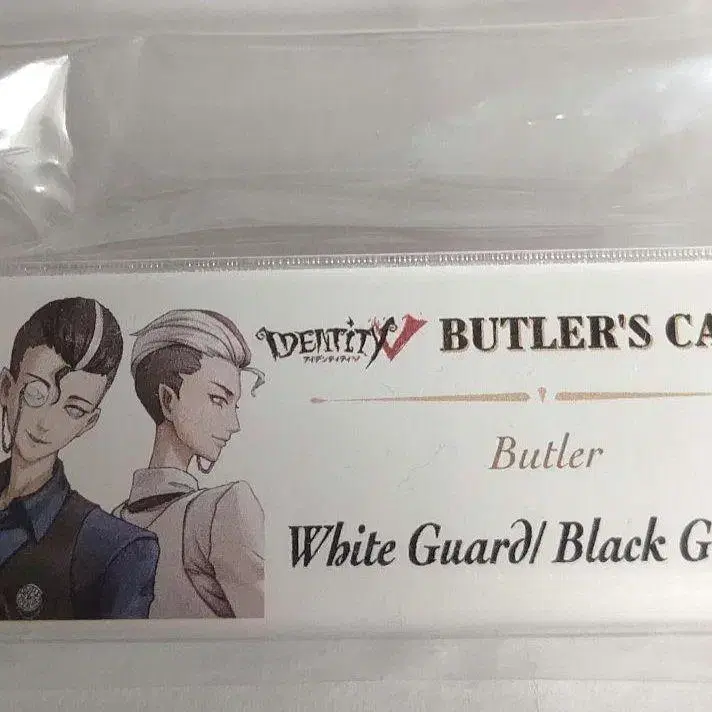 IDENTITY V BUTLER'S CA
アイデンティティV
Butler
White Guard/ Black G